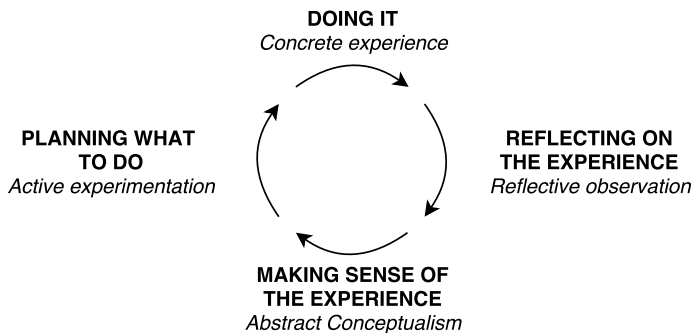 DOING IT
Concrete experience
PLANNING WHAT
TO DO
Active experimentation
REFLECTING ON
THE EXPERIENCE
Reflective observation
MAKING SENSE OF
THE EXPERIENCE
Abstract Conceptualism